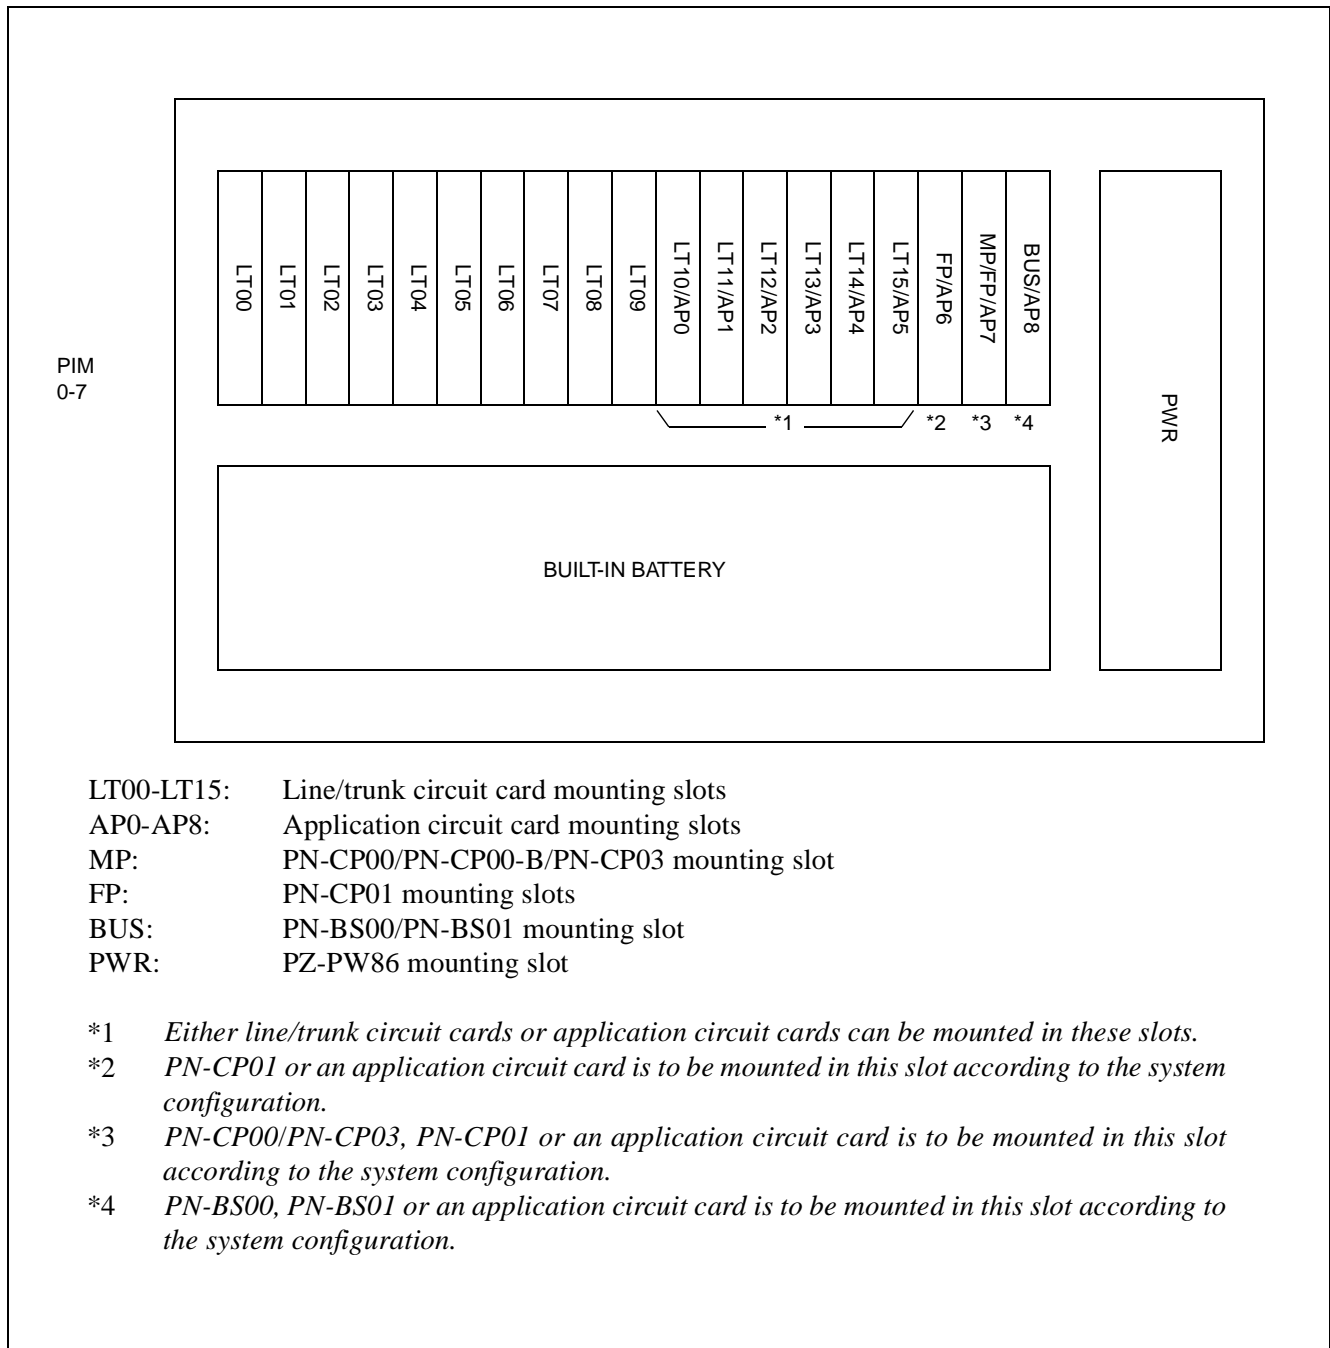 LT00
LT01
LT02
LT03
LT04
LT05
LT06
LT07
LT08
LT09
LT10/AP0
LT11/AP1
LT12/AP2
LT13/AP3
LT14/AP4
LT15/AP5
FP/AP6
MP/FP/AP7
BUS/AP8
PIM
0-7
*1
*2
*3
*4
PWR
BUILT-IN BATTERY
LT00-LT15: Line/trunk circuit card mounting slots
AP0-AP8: Application circuit card mounting slots
MP: PN-CP00/PN-CP00-B/PN-CP03 mounting slot
FP: PN-CP01 mounting slots
BUS: PN-BS00/PN-BS01 mounting slot
PWR: PZ-PW86 mounting slot
*1 Either line/trunk circuit cards or application circuit cards can be mounted in these slots.
*2 PN-CP01 or an application circuit card is to be mounted in this slot according to the system
configuration.
*3 PN-CP00/PN-CP03, PN-CP01 or an application circuit card is to be mounted in this slot
according to the system configuration.
*4 PN-BS00, PN-BS01 or an application circuit card is to be mounted in this slot according to
the system configuration.